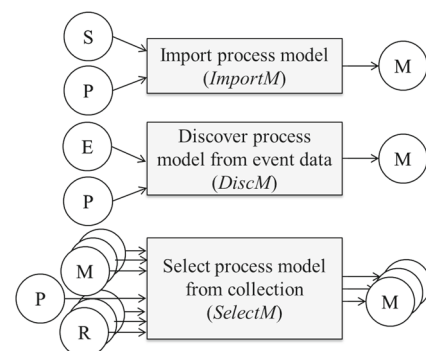 S
Import process model
(ImportM)
M
P
E
Discover process
model from event data
(DiscM)
M
P
M
Select process model
from collection
(SelectM)
P
M
R